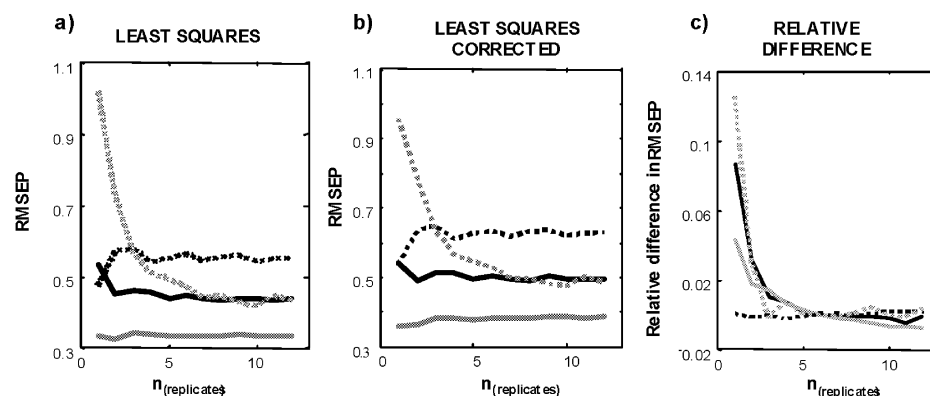 a)
LEAST SQUARES
RMSEP
1.1
0.9
0.7
0.5
0.3
0
5
10
n(replicates)
b)
LEAST SQUARES
CORRECTED
RMSEP
1.1
0.9
0.7
0.5
0.3
0
5
10
n(replicates)
c)
RELATIVE
DIFFERENCE
Relative difference in RMSEP
0.14
0.10
0.06
0.02
-0.02
0
5
10
n(replicates)